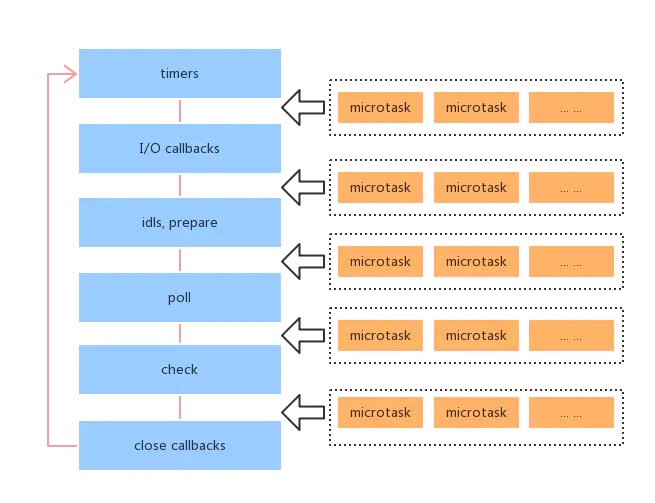 timers
microtask microtask ... ...
I/O callbacks
microtask microtask ... ...
idls, prepare
microtask microtask ... ...
poll
microtask microtask ... ...
check
microtask microtask ... ...
close callbacks